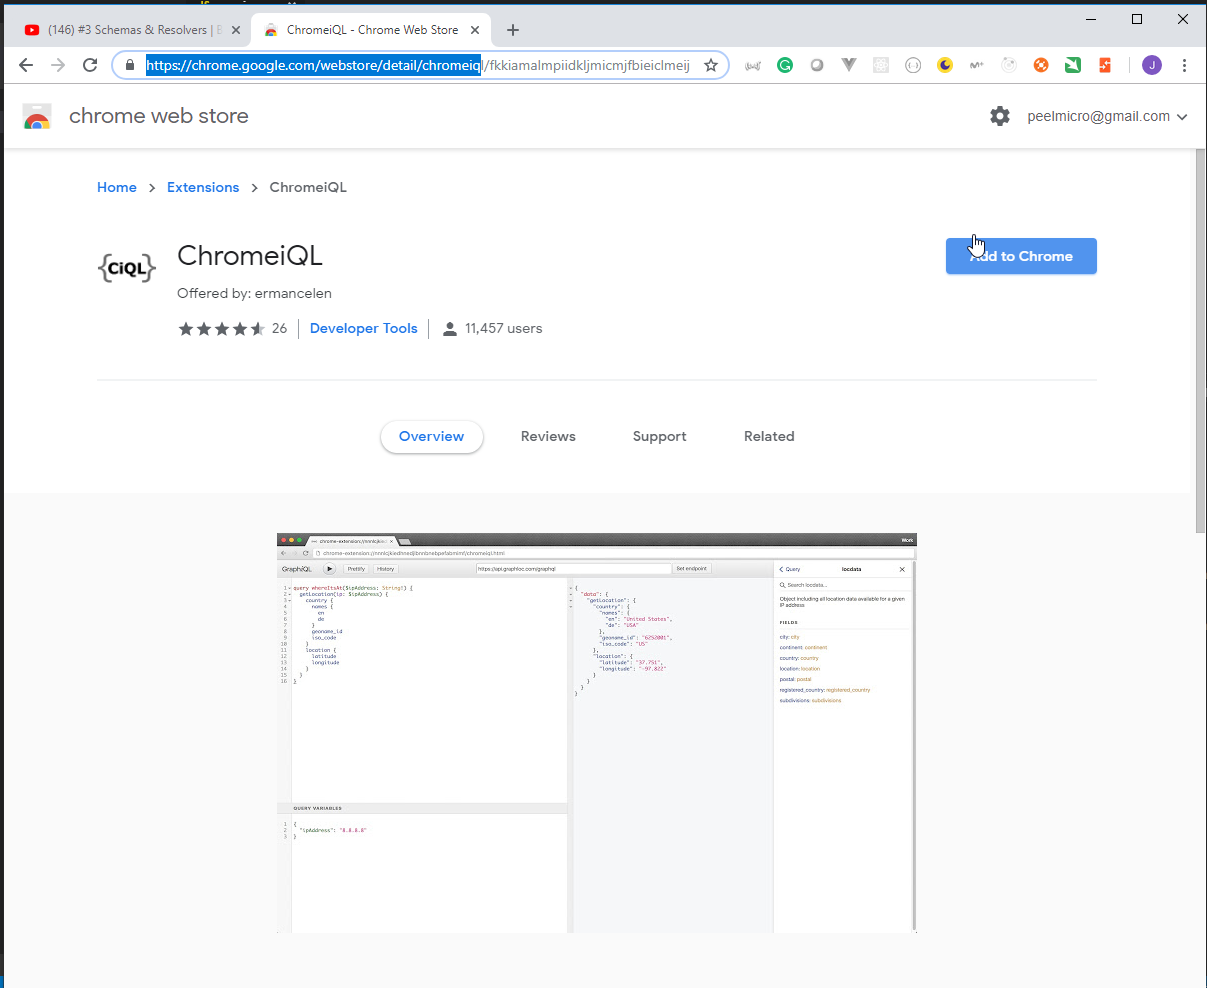 (146) #3 Schemas & Resolvers |
ChromeiQL - Chrome Web Store
https://chrome.google.com/webstore/detail/chromeiql/fkkiamalmpiidkljmicmjfbieiclmeij
J
chrome web store
peelmicro@gmail.com
Home > Extensions > ChromeiQL
{CiQL}
ChromeiQL
Add to Chrome
Offered by: ermancelen
26
Developer Tools
11,457 users
Overview
Reviews
Support
Related
Work
chrome-extension://nnnlcjkiednnedjlbnnbnebpefabmimf/chromeiql.html
GraphiQL
Prettify
History
https://api.graphloc.com/graphql
Set endpoint
1 query whereItsAt($ipAddress: String!) {
2 getLocation(ip: $ipAddress) {
3 country {
4 names {
5 en
6 de
7 }
8 geoname_id
9 iso_code
10 }
11 location {
12 latitude
13 longitude
14 }
15 }
16 }
QUERY VARIABLES
1 {
2 "ipAddress": "8.8.8.8"
3 }
{
"data": {
"getLocation": {
"country": {
"names": {
"en": "United States",
"de": "USA"
},
"geoname_id": "6252001",
"iso_code": "US"
},
"location": {
"latitude": "37.751",
"longitude": "-97.822"
}
}
}
}
Query
locdata
Search locdata...
Object including all location data available for a given
IP address
FIELDS
city: city
continent: continent
country: country
location: location
postal: postal
registered_country: registered_country
subdivisions: subdivisions